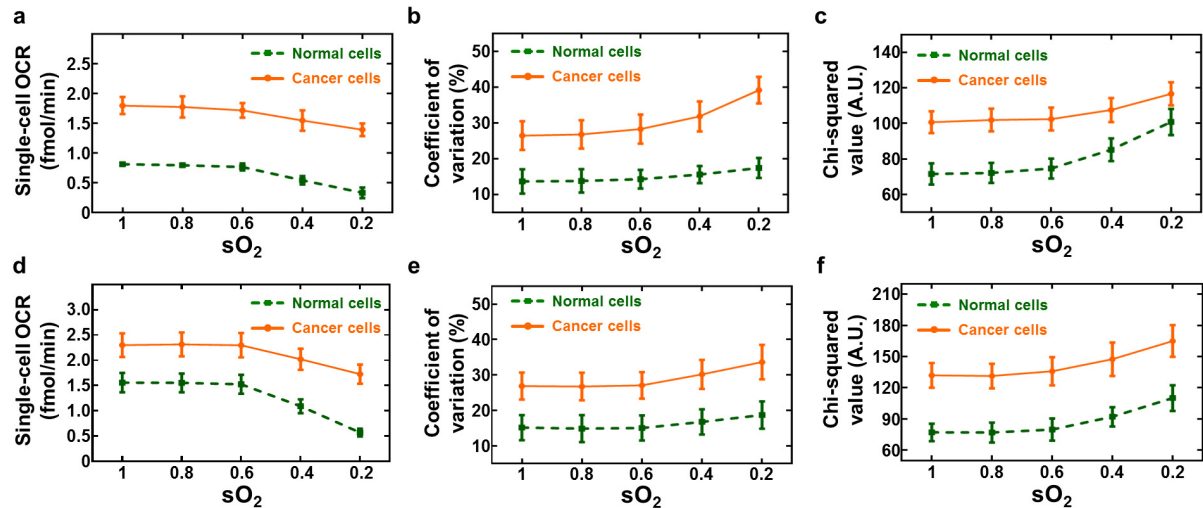 a
Single-cell OCR
(fmol/min)
2.5
2.0
1.5
1.0
0.5
0
Normal cells
Cancer cells
1 0.8 0.6 0.4 0.2
sO2
b
Coefficient of
variation (%)
50
40
30
20
10
Normal cells
Cancer cells
1 0.8 0.6 0.4 0.2
sO2
c
Chi-squared
value (A.U.)
140
120
100
80
60
Normal cells
Cancer cells
1 0.8 0.6 0.4 0.2
sO2
d
Single-cell OCR
(fmol/min)
3.0
2.5
2.0
1.5
1.0
0.5
0
Normal cells
Cancer cells
1 0.8 0.6 0.4 0.2
sO2
e
Coefficient of
variation (%)
50
40
30
20
10
Normal cells
Cancer cells
1 0.8 0.6 0.4 0.2
sO2
f
Chi-squared
value (A.U.)
210
180
150
120
90
60
Normal cells
Cancer cells
1 0.8 0.6 0.4 0.2
sO2